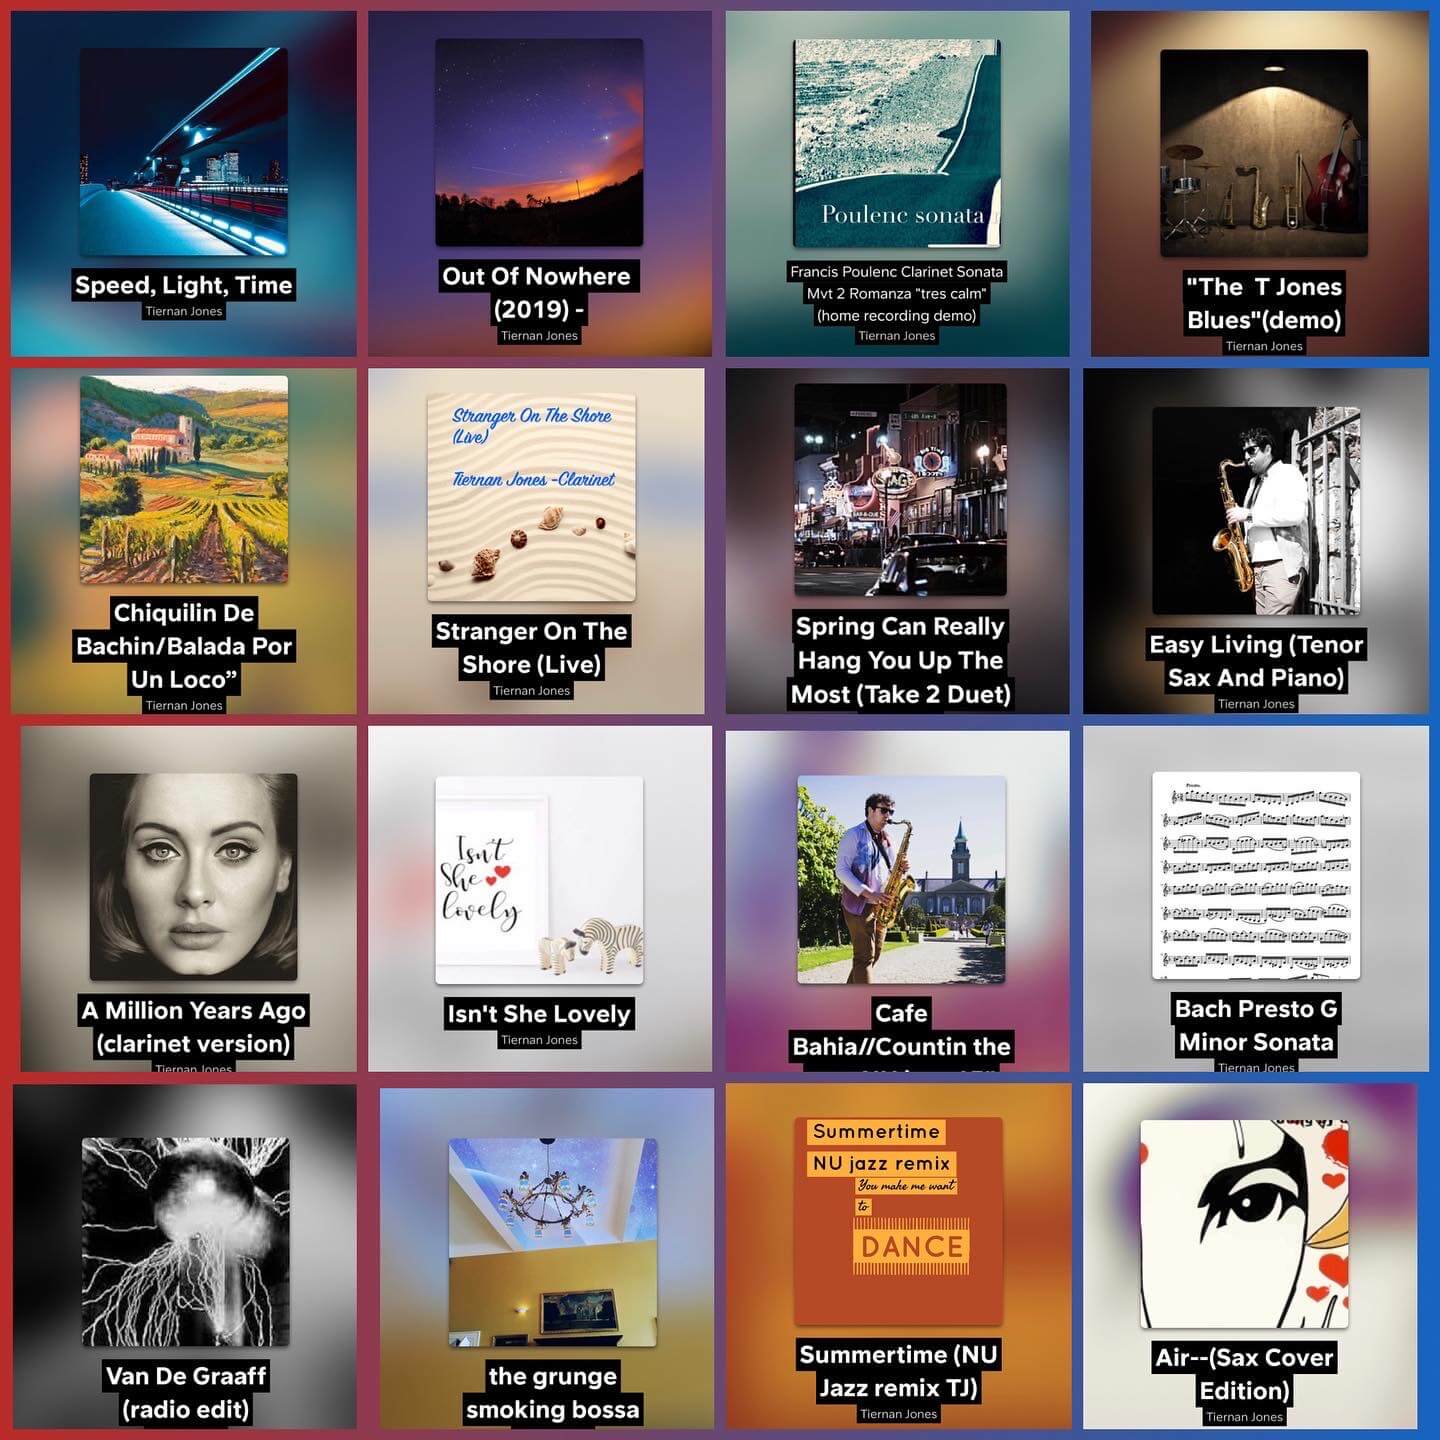 Speed, Light, Time
Tiernan Jones
Out Of Nowhere
(2019) -
Tiernan Jones
Poulenc sonata
Francis Poulenc Clarinet Sonata
Mvt 2 Romanza "tres calm"
(home recording demo)
Tiernan Jones
"The T Jones
Blues"(demo)
Tiernan Jones
Chiquilin De
Bachin/Balada Por
Un Loco”
Tiernan Jones
Stranger On The Shore
(Live)
Tiernan Jones -Clarinet
Stranger On The
Shore (Live)
Tiernan Jones
STAGE
BAR-B-QUE
Spring Can Really
Hang You Up The
Most (Take 2 Duet)
Easy Living (Tenor
Sax And Piano)
Tiernan Jones
A Million Years Ago
(clarinet version)
Tiernan Jones
Isn't
She
lovely
Isn't She Lovely
Tiernan Jones
Cafe
Bahia//Countin the
Presto.
Bach Presto G
Minor Sonata
Tiernan Jones
Van De Graaff
(radio edit)
the grunge
smoking bossa
Summertime
NU jazz remix
You make me want
to
DANCE
Summertime (NU
Jazz remix TJ)
Tiernan Jones
Air--(Sax Cover
Edition)
Tiernan Jones